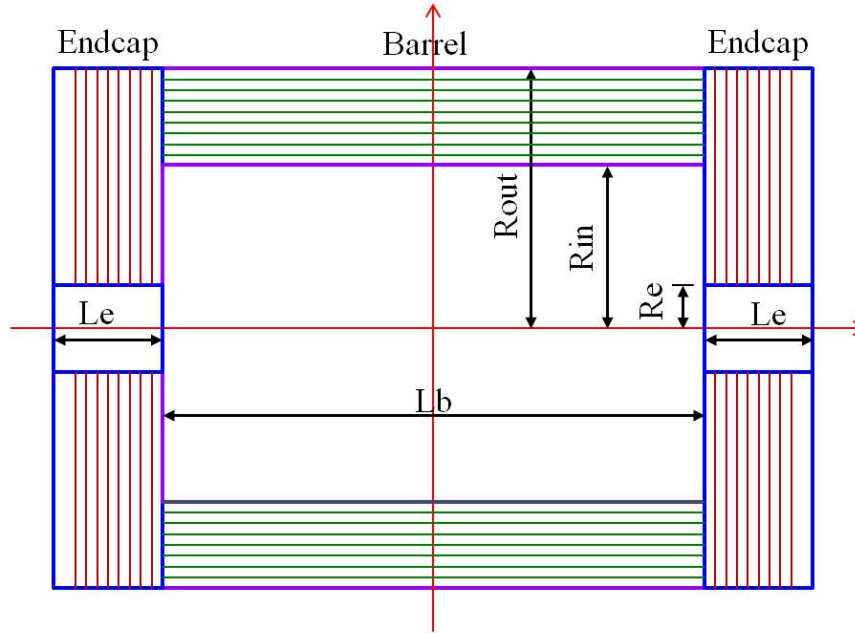 Endcap
Barrel
Endcap
Rout
Rin
Re
Le
Le
Lb